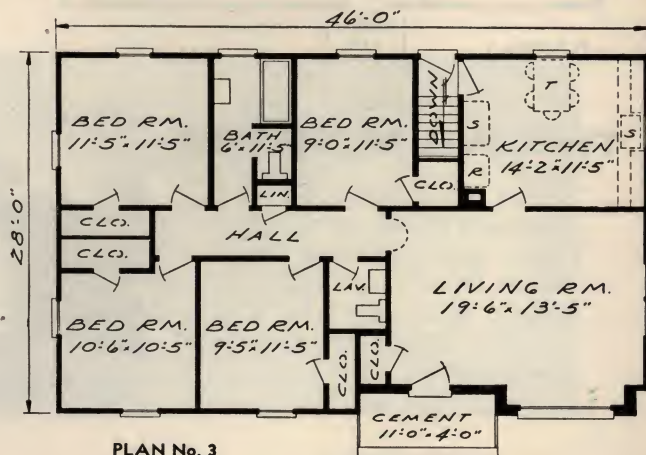 46'-0"
28'-0"
BED RM.
11'-5" x 11'-5"
BATH
6' x 11'-5"
BED RM.
9'-0 x 11'-5"
DOWN
S
R
T
S
KITCHEN
14'-2" x 11'-5"
CLO.
LIN.
CLO.
CLO.
HALL
LAV.
LIVING RM.
19'-6" x 13'-5"
BED RM.
10'-6" x 10'-5"
BED RM.
9'-5" x 11'-5"
CLO.
CLO.
CEMENT
11'-0" x 4'-0"
PLAN No. 3